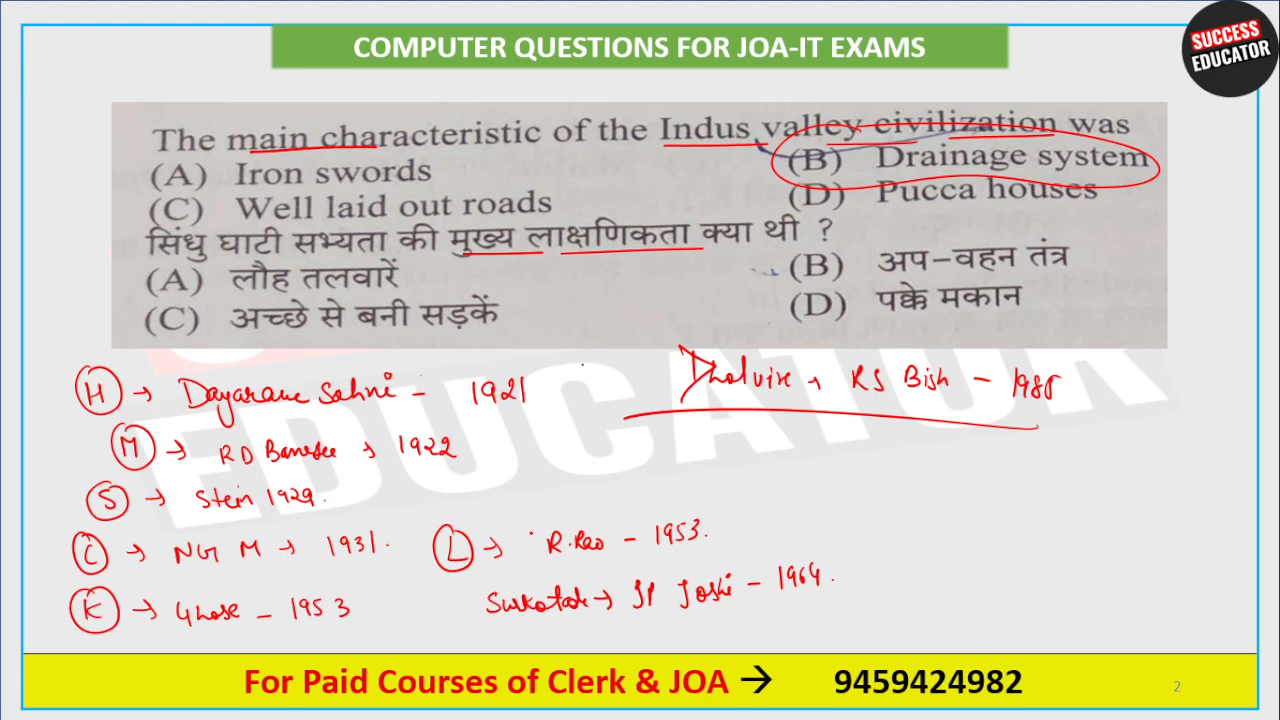 SUCCESS
EDUCATOR
COMPUTER QUESTIONS FOR JOA-IT EXAMS
The main characteristic of the Indus valley civilization was
(A) Iron swords (B) Drainage system
(C) Well laid out roads (D) Pucca houses
सिंधु घाटी सभ्यता की मुख्य लाक्षणिकता क्या थी ?
(A) लौह तलवारें (B) अप-वहन तंत्र
(C) अच्छे से बनी सड़कें (D) पक्के मकान
EDUCATOR
H → Dayaram Sahni - 1921
Dholvire → RS Bish - 1985
M → RD Banerjee → 1922
S → Stein 1929.
C → NG M → 1931.
L → R. Rao - 1953.
K → Ghose - 1953
Surkotada → JP Joshi - 1964.
For Paid Courses of Clerk & JOA → 9459424982
2